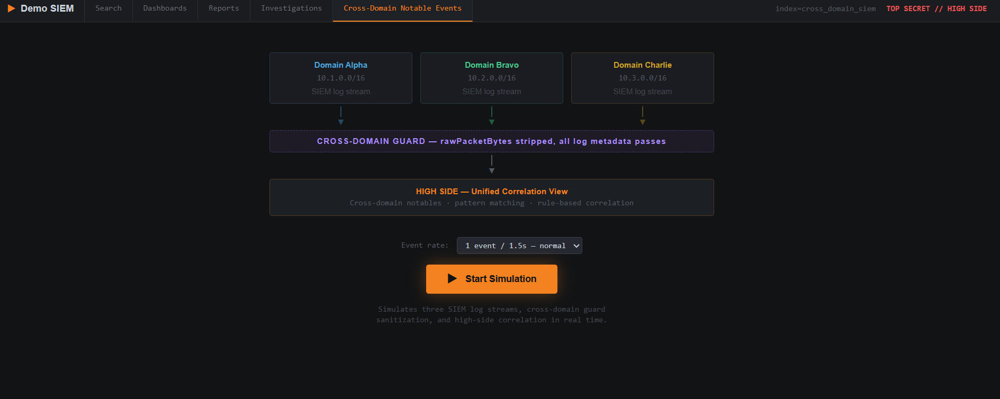 Demo SIEM
Search
Dashboards
Reports
Investigations
Cross-Domain Notable Events
index=cross_domain_siem
TOP SECRET // HIGH SIDE
Domain Alpha
10.1.0.0/16
SIEM log stream
Domain Bravo
10.2.0.0/16
SIEM log stream
Domain Charlie
10.3.0.0/16
SIEM log stream
CROSS-DOMAIN GUARD — rawPacketBytes stripped, all log metadata passes
HIGH SIDE — Unified Correlation View
Cross-domain notables · pattern matching · rule-based correlation
Event rate:
1 event / 1.5s — normal
Start Simulation
Simulates three SIEM log streams, cross-domain guard
sanitization, and high-side correlation in real time.